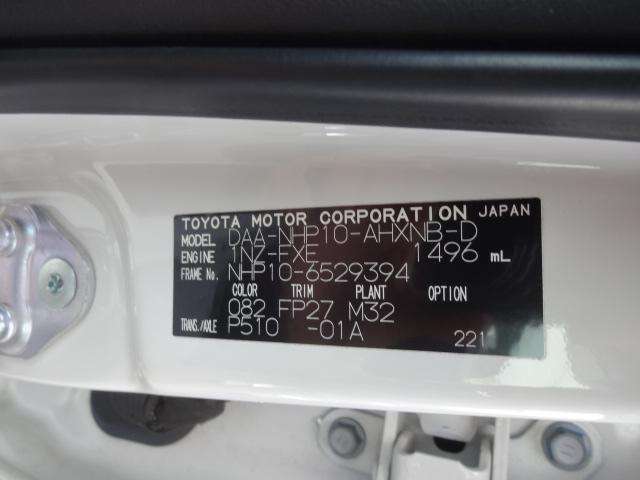 TOYOTA MOTOR CORPORATION JAPAN
MODEL DAA-NHP10-AHXNB-D
ENGINE 1NZ-FXE 1496 mL
FRAME No. NHP10-6529394
COLOR TRIM PLANT OPTION
082 FP27 M32
TRANS./AXLE P510 -01A
221